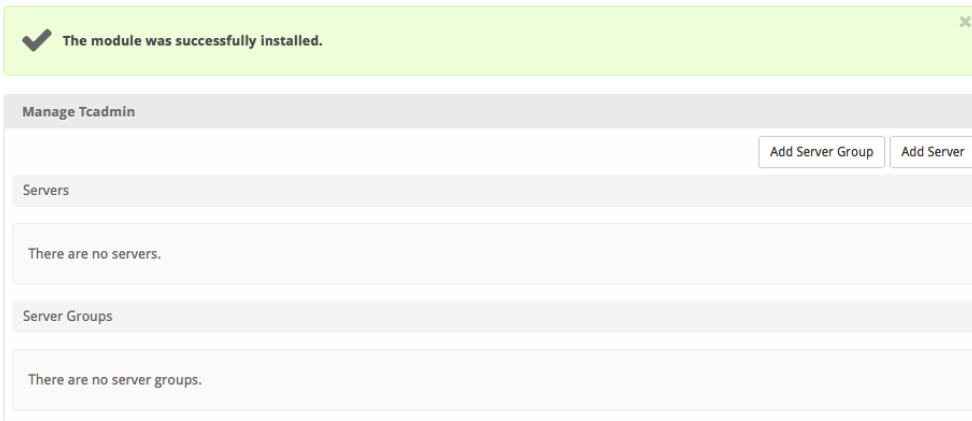 The module was successfully installed.
Manage Tcadmin
Add Server Group
Add Server
Servers
There are no servers.
Server Groups
There are no server groups.